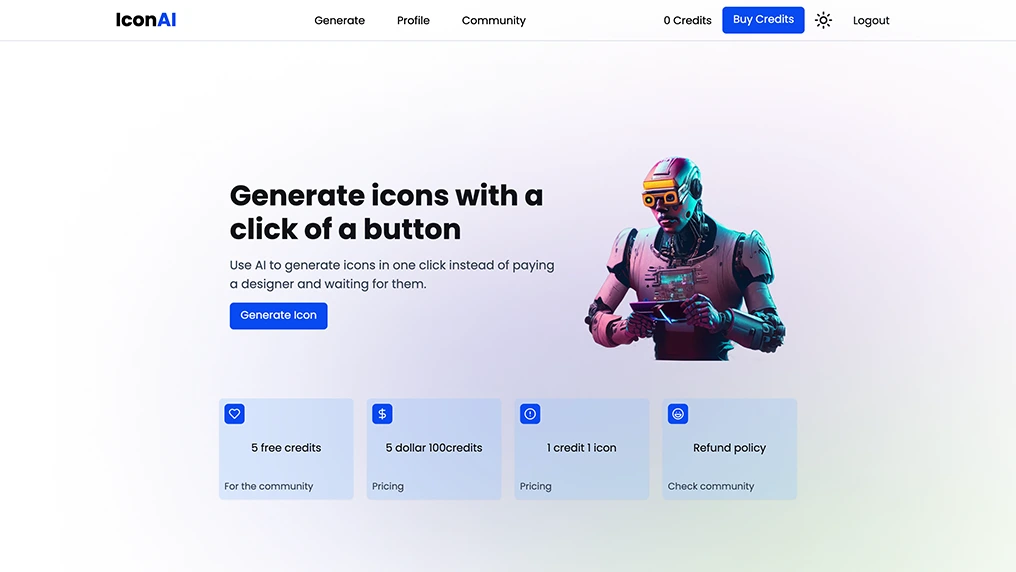 IconAI
Generate
Profile
Community
0 Credits
Buy Credits
Logout
Generate icons with a
click of a button
Use AI to generate icons in one click instead of paying
a designer and waiting for them.
Generate Icon
$
5 free credits
5 dollar 100credits
1 credit 1 icon
Refund policy
For the community
Pricing
Pricing
Check community